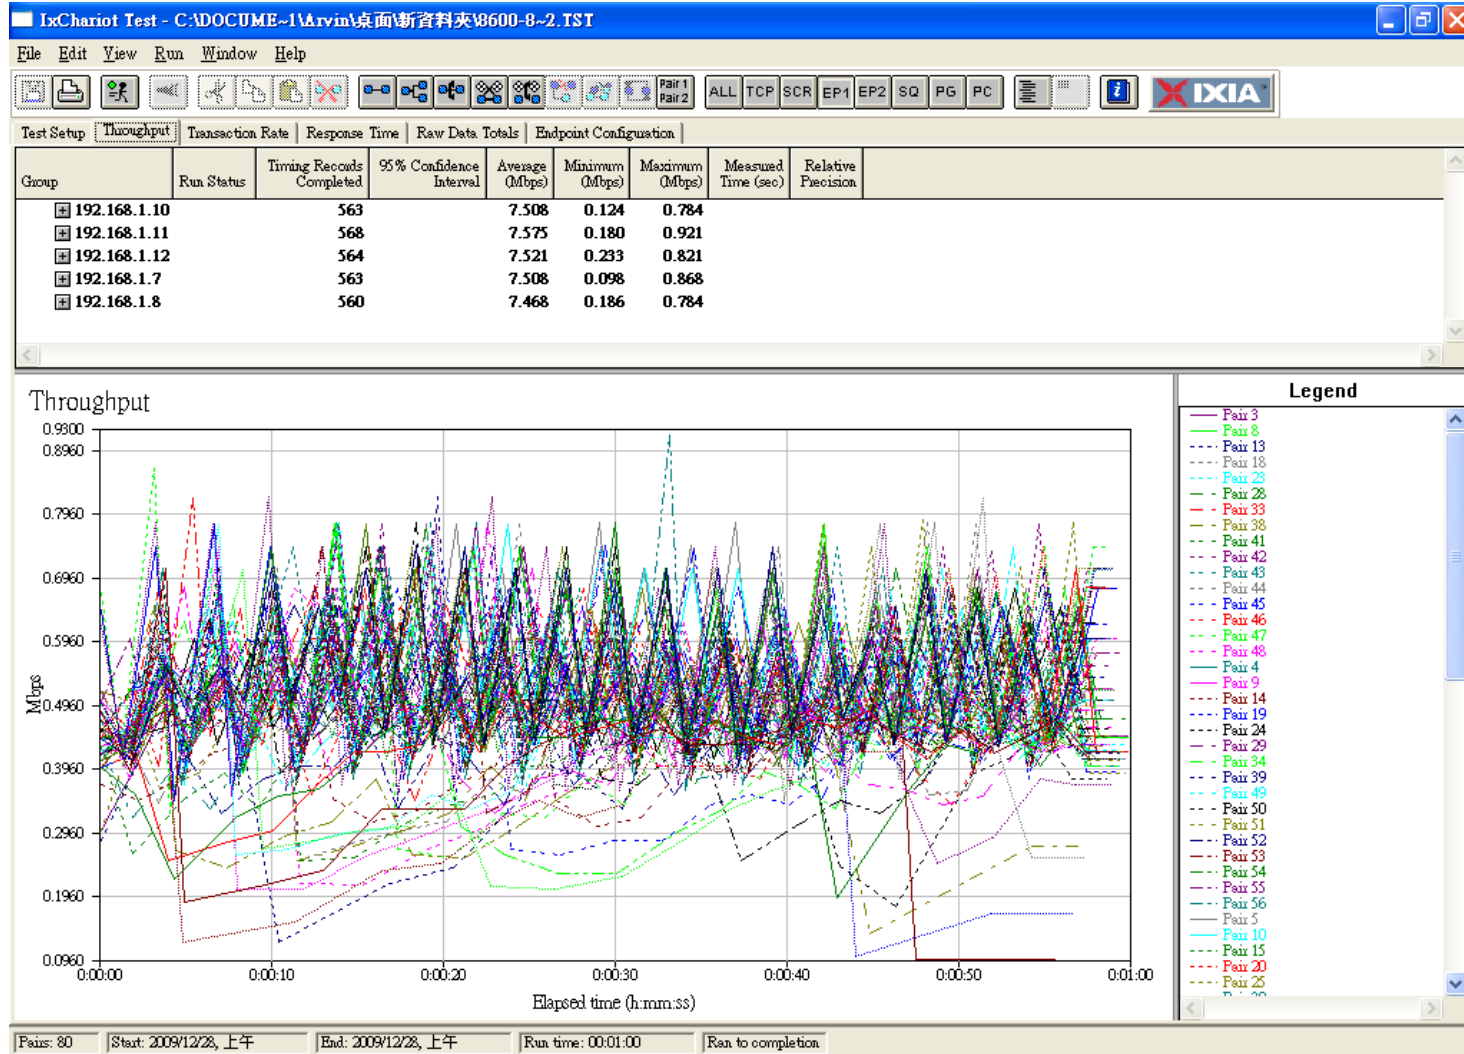 IxChariot Test - C:\DOCUME~1\Arvin\桌面\新資料夾\8600-8~2.TST
File Edit View Run Window Help
Pair 1 Pair 2 ALL TCP SCR EP1 EP2 SQ PG PC IXIA
Test Setup Throughput Transaction Rate Response Time Raw Data Totals Endpoint Configuration
Group Run Status Timing Records Completed 95% Confidence Interval Average (Mbps) Minimum (Mbps) Maximum (Mbps) Measured Time (sec) Relative Precision
192.168.1.10 563 7.508 0.124 0.784
192.168.1.11 568 7.575 0.180 0.921
192.168.1.12 564 7.521 0.233 0.821
192.168.1.7 563 7.508 0.098 0.868
192.168.1.8 560 7.468 0.186 0.784
Throughput
0.9300
0.8960
0.7960
0.6960
0.5960
0.4960
0.3960
0.2960
0.1960
0.0960
Mbps
0:00:00 0:00:10 0:00:20 0:00:30 0:00:40 0:00:50 0:01:00
Elapsed time (h:mm:ss)
Legend
Pair 3
Pair 8
Pair 13
Pair 18
Pair 23
Pair 28
Pair 33
Pair 38
Pair 41
Pair 42
Pair 43
Pair 44
Pair 45
Pair 46
Pair 47
Pair 48
Pair 4
Pair 9
Pair 14
Pair 19
Pair 24
Pair 29
Pair 34
Pair 39
Pair 49
Pair 50
Pair 51
Pair 52
Pair 53
Pair 54
Pair 55
Pair 56
Pair 5
Pair 10
Pair 15
Pair 20
Pair 25
Pairs: 80 Start: 2009/12/28, 上午 End: 2009/12/28, 上午 Run time: 00:01:00 Ran to completion